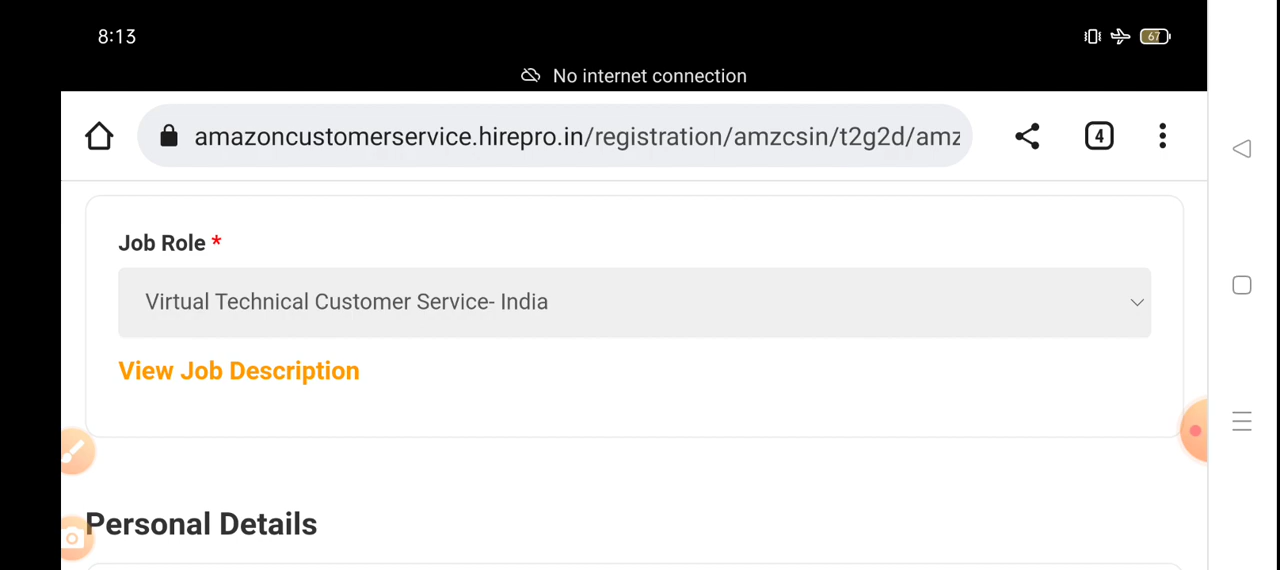 8:13
67
No internet connection
amazoncustomerservice.hirepro.in/registration/amzcsin/t2g2d/amz
4
Job Role *
Virtual Technical Customer Service- India
View Job Description
Personal Details